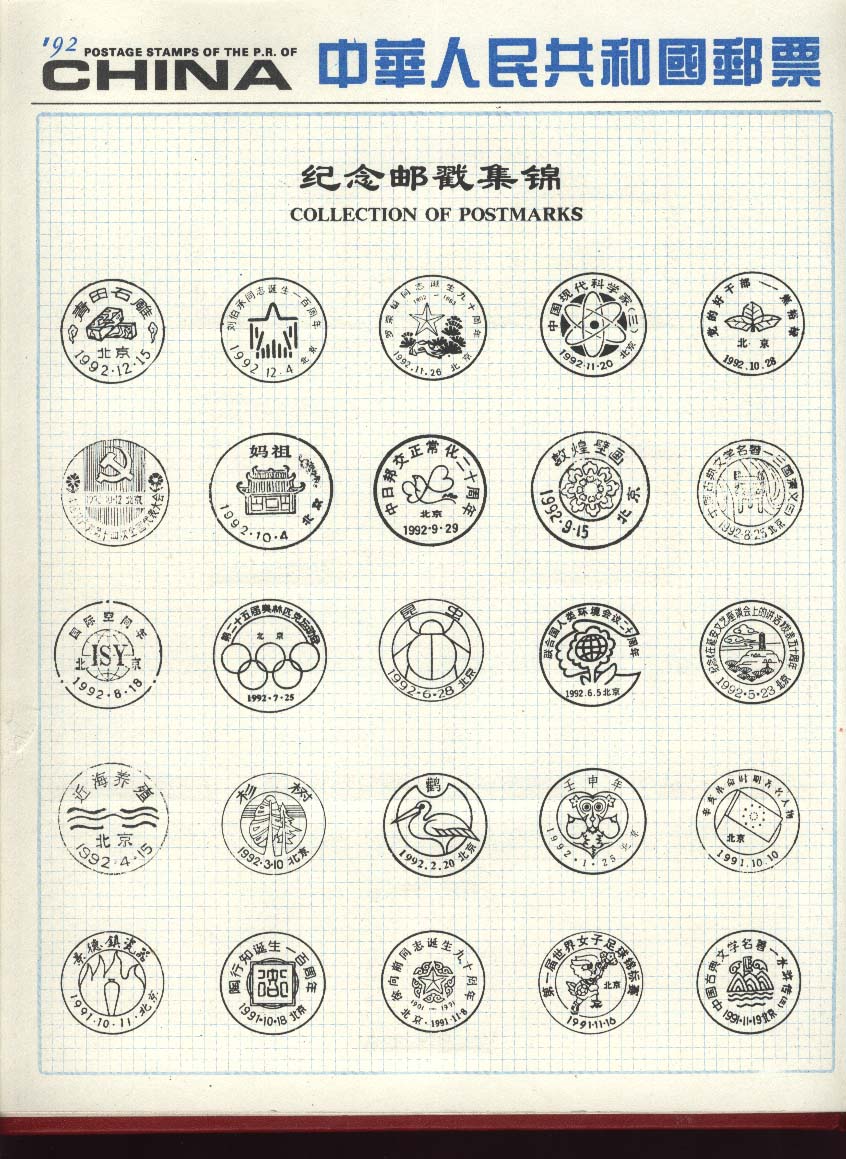 '92 POSTAGE STAMPS OF THE P.R. OF
CHINA 中華人民共和國郵票
纪念邮戳集锦
COLLECTION OF POSTMARKS
青田石雕
北京
1992·12·15
刘伯承同志诞生一百周年
1992.12.4 北京
罗荣桓同志诞生九十周年
1902 — 1963
1992.11.26 北京
中国现代科学家(三)
1992·11·20 北京
党的好干部——焦裕禄
北·京
1992.10.28
1992·10·12 北京
妈祖
1992·10·4 北京
中日邦交正常化二十周年
北京
1992·9·29
敦煌壁画
1992·9·15 北京
中国古典文学名著—三国演义(三)
1992·8·25 北京
国际空间年
北 ISY 京
1992·8·18
第二十五届奥林匹克运动会
北京
1992·7·25
昆虫
1992·6·28 北京
联合国人类环境会议二十周年
1992.6.5 北京
纪念《在延安文艺座谈会上的讲话》发表五十周年
1992·5·23 北京
近海养殖
北京
1992·4·15
杉树
1992·3·10 北京
鹳
1992.2.20 北京
壬申年
1992·1·25 北京
辛亥革命时期著名人物
北京
1991.10.10
景德镇瓷器
1991·10·11·北京
陶行知诞生一百周年
1991·10·18 北京
徐向前同志诞生九十周年
1901 — 1991
北京·1991·11·8
第一届世界女子足球锦标赛
北京
1991·11·16
中国古典文学名著—水浒传(三)
1991·11·19 北京